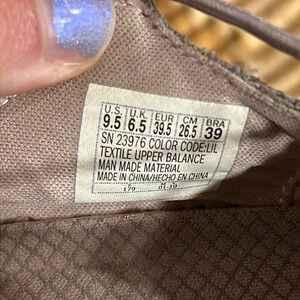 U.S. U.K. EUR CM BRA
9.5 6.5 39.5 26.5 39
SN 23976 COLOR CODE:LIL
TEXTILE UPPER BALANCE
MAN MADE MATERIAL
MADE IN CHINA/HECHO EN CHINA